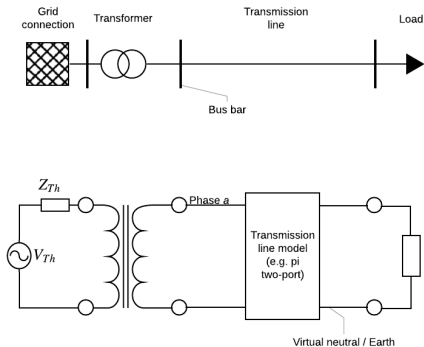 Grid
connection
Transformer
Transmission
line
Load
Bus bar
Z_Th
Phase a
V_Th
Transmission
line model
(e.g. pi
two-port)
Virtual neutral / Earth